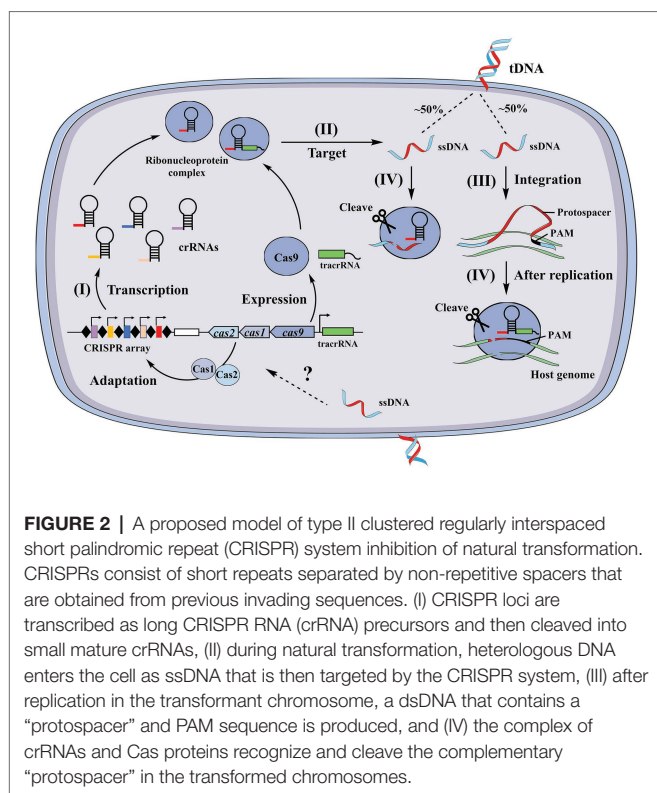 tDNA
~50%
~50%
(II)
Target
ssDNA
ssDNA
Ribonucleoprotein
complex
(IV)
(III)
Integration
Cleave
Protospacer
PAM
crRNAs
Cas9
tracrRNA
(I)
Transcription
Expression
(IV)
After replication
Cleave
PAM
Host genome
cas2
cas1
cas9
tracrRNA
CRISPR array
Adaptation
Cas1
Cas2
?
ssDNA
FIGURE 2 | A proposed model of type II clustered regularly interspaced
short palindromic repeat (CRISPR) system inhibition of natural transformation.
CRISPRs consist of short repeats separated by non-repetitive spacers that
are obtained from previous invading sequences. (I) CRISPR loci are
transcribed as long CRISPR RNA (crRNA) precursors and then cleaved into
small mature crRNAs, (II) during natural transformation, heterologous DNA
enters the cell as ssDNA that is then targeted by the CRISPR system, (III) after
replication in the transformant chromosome, a dsDNA that contains a
“protospacer” and PAM sequence is produced, and (IV) the complex of
crRNAs and Cas proteins recognize and cleave the complementary
“protospacer” in the transformed chromosomes.